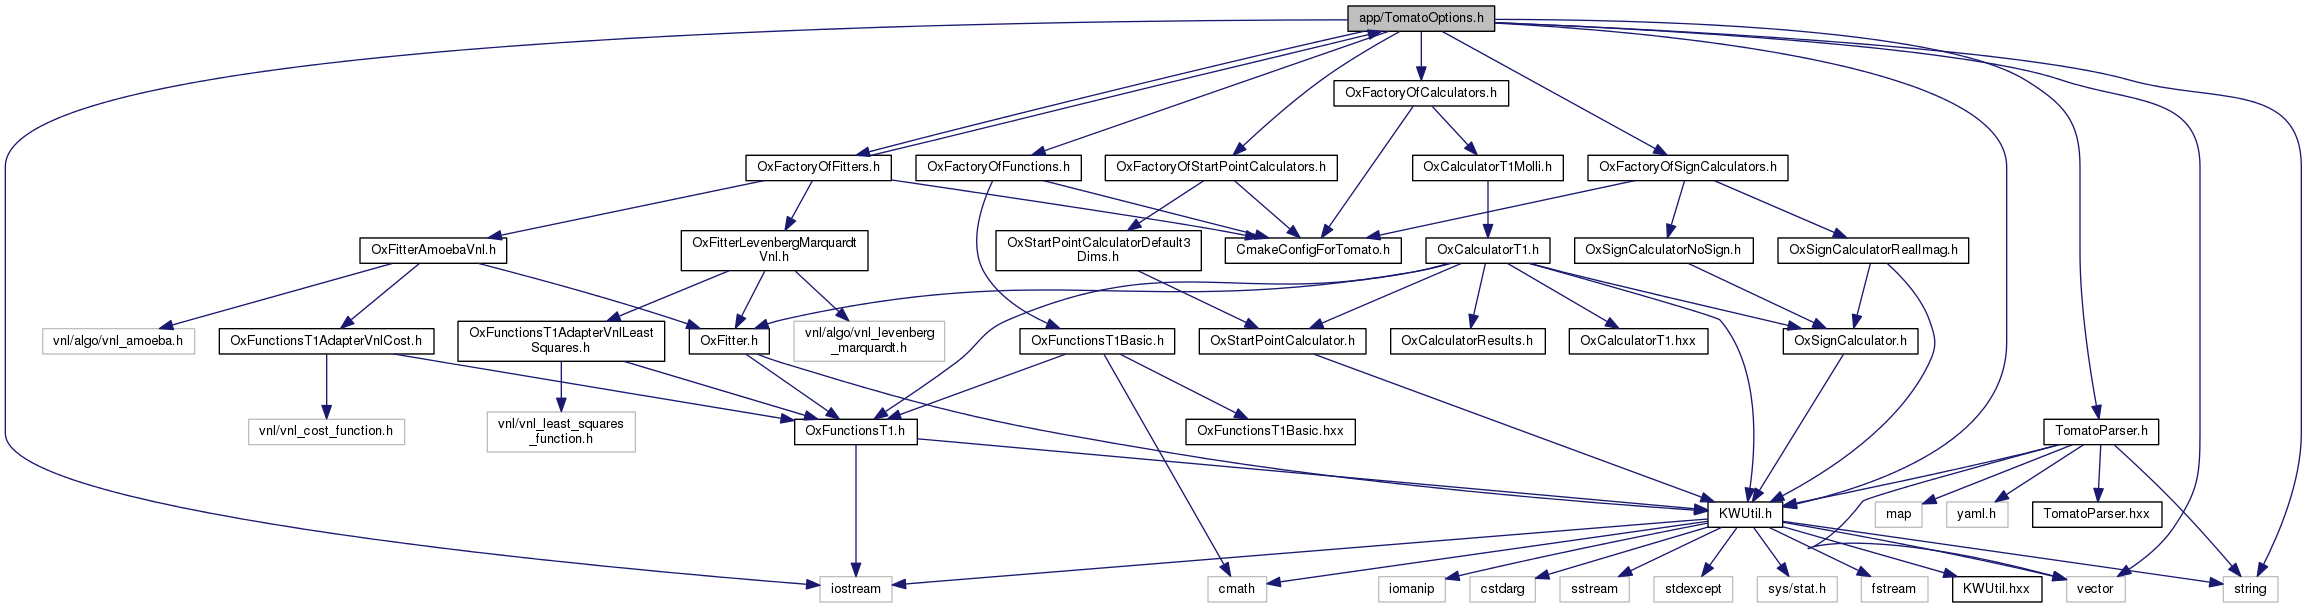 app/TomatoOptions.h
OxFactoryOfCalculators.h
OxFactoryOfFitters.h
OxFactoryOfFunctions.h
OxFactoryOfStartPointCalculators.h
OxCalculatorT1Molli.h
OxFactoryOfSignCalculators.h
OxFitterAmoebaVnl.h
OxFitterLevenbergMarquardt
Vnl.h
OxStartPointCalculatorDefault3
Dims.h
CmakeConfigForTomato.h
OxCalculatorT1.h
OxSignCalculatorNoSign.h
OxSignCalculatorRealImag.h
vnl/algo/vnl_amoeba.h
OxFunctionsT1AdapterVnlCost.h
OxFunctionsT1AdapterVnlLeast
Squares.h
OxFitter.h
vnl/algo/vnl_levenberg
_marquardt.h
OxFunctionsT1Basic.h
OxStartPointCalculator.h
OxCalculatorResults.h
OxCalculatorT1.hxx
OxSignCalculator.h
vnl/vnl_cost_function.h
vnl/vnl_least_squares
_function.h
OxFunctionsT1.h
OxFunctionsT1Basic.hxx
TomatoParser.h
KWUtil.h
map
yaml.h
TomatoParser.hxx
iostream
cmath
iomanip
cstdarg
sstream
stdexcept
sys/stat.h
fstream
KWUtil.hxx
vector
string